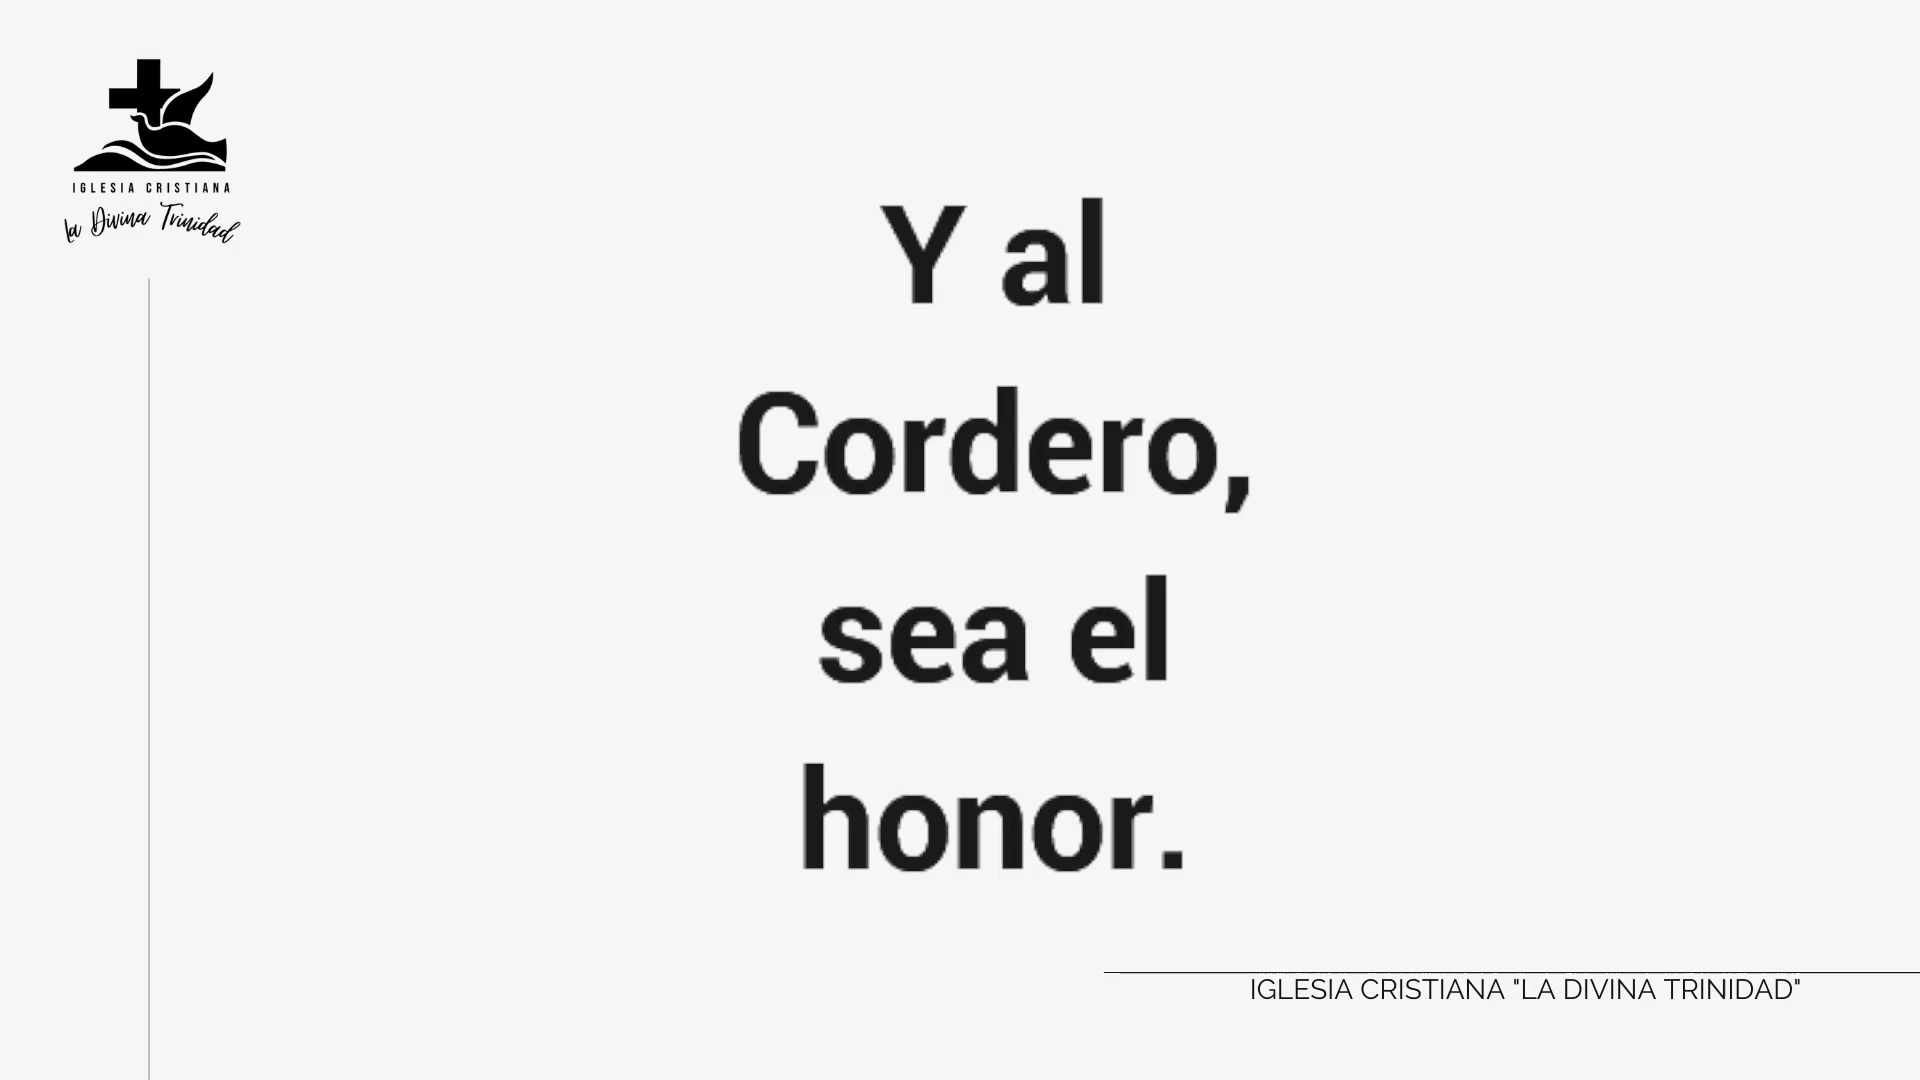 IGLESIA CRISTIANA
La Divina Trinidad
Y al
Cordero,
sea el
honor.
IGLESIA CRISTIANA "LA DIVINA TRINIDAD"